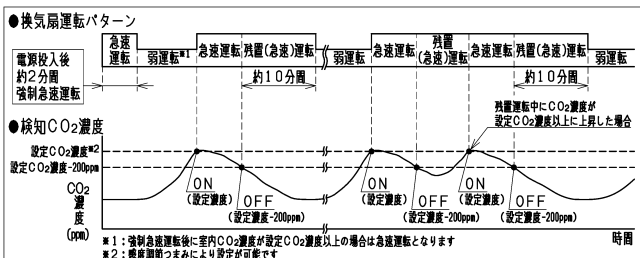 ●換気扇運転パターン
急速
運転
弱運転*1
急速運転
残置(急速)運転
弱運転
急速運転
残置
(急速)運転
急速運転
残置(急速)運転
弱運転
電源投入後
約2分間
強制急速運転
約10分間
約10分間
●検知CO₂濃度
残置運転中にCO₂濃度が
設定CO₂濃度以上に上昇した場合
設定CO₂濃度*2
設定CO₂濃度-200ppm
CO₂
濃
度
(ppm)
ON
(設定濃度)
OFF
(設定濃度-200ppm)
ON
(設定濃度)
OFF
(設定濃度-200ppm)
ON
(設定濃度)
OFF
(設定濃度-200ppm)
時間
*1：強制急速運転後に室内CO₂濃度が設定CO₂濃度以上の場合は急速運転となります
*2：感度調節つまみにより設定が可能です